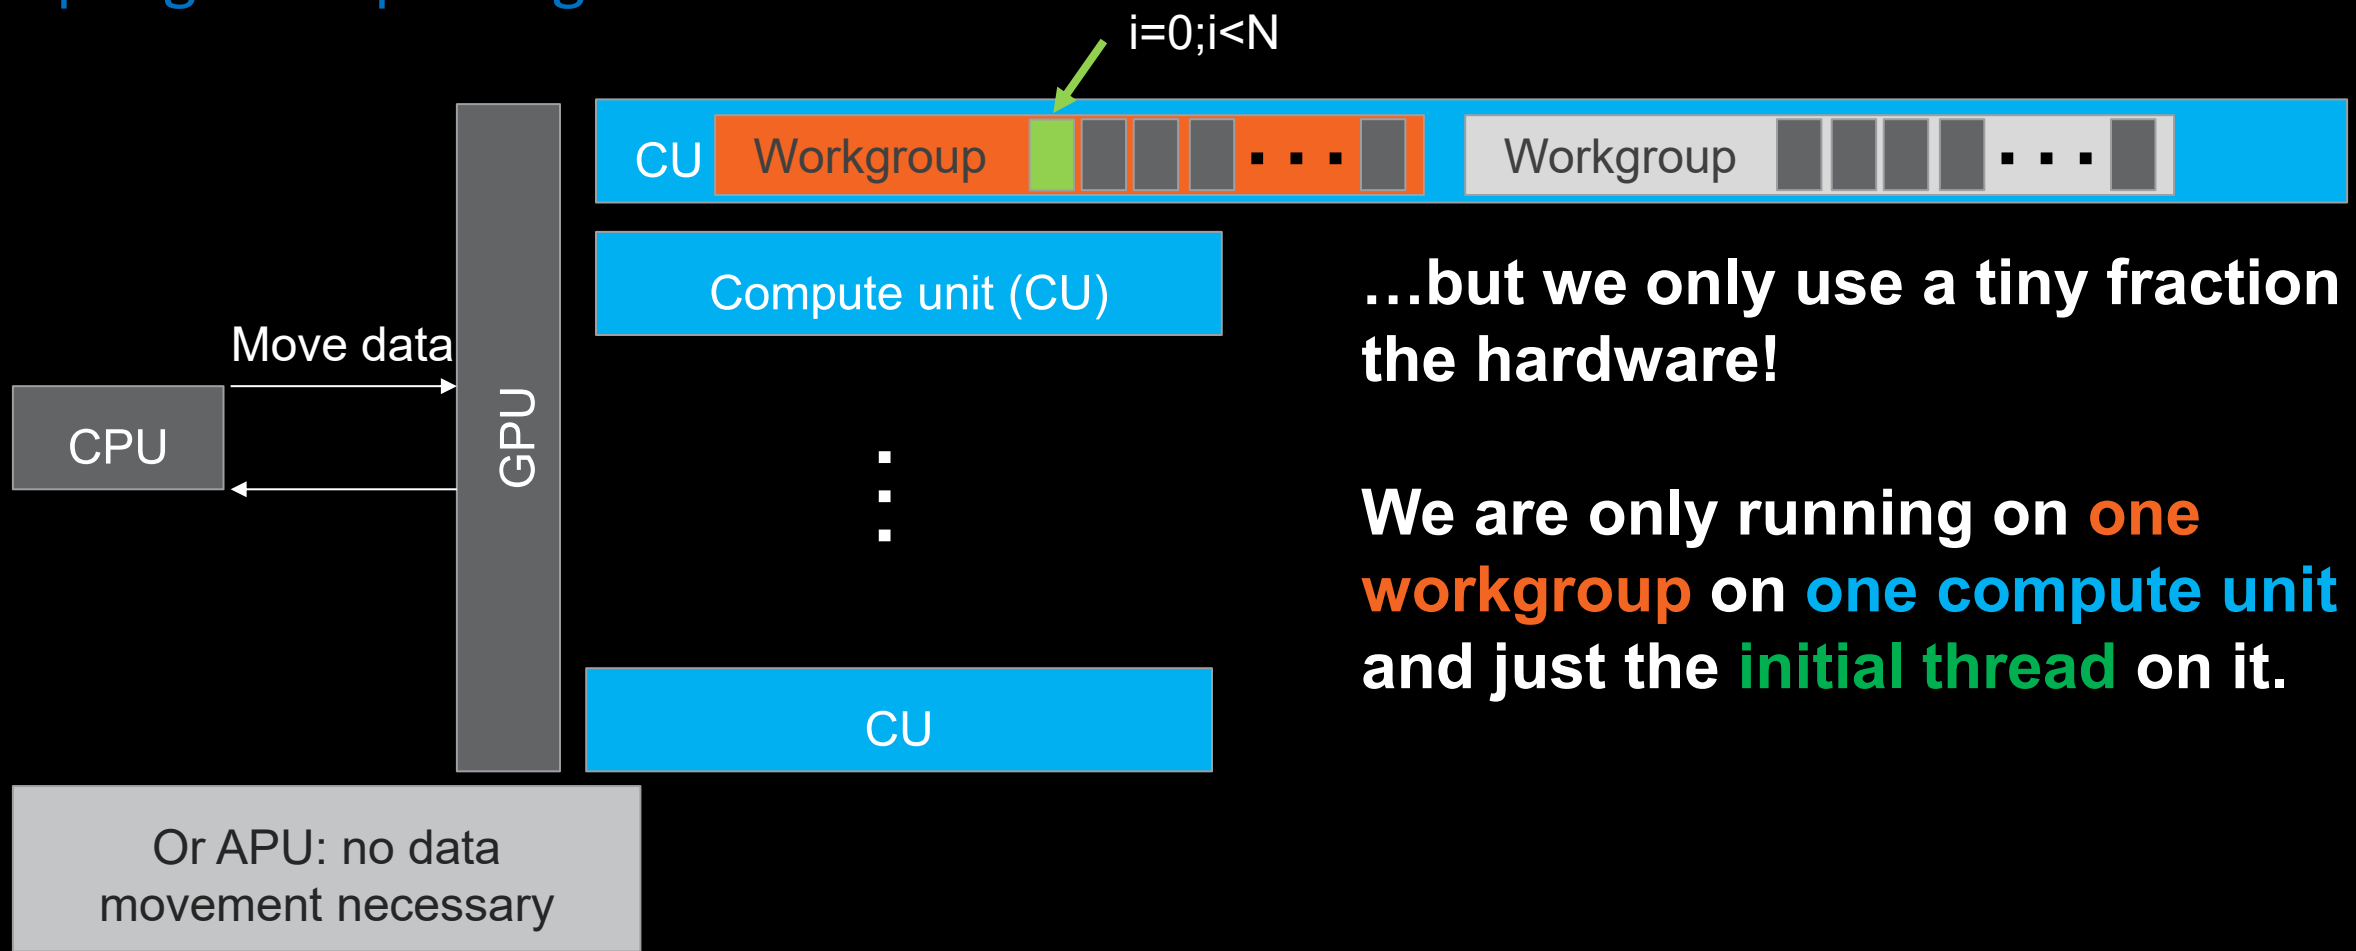 i=0;i<N
CU
Workgroup
Workgroup
Compute unit (CU)
Move data
GPU
CPU
CU
…but we only use a tiny fraction
the hardware!
We are only running on one
workgroup on one compute unit
and just the initial thread on it.
Or APU: no data
movement necessary